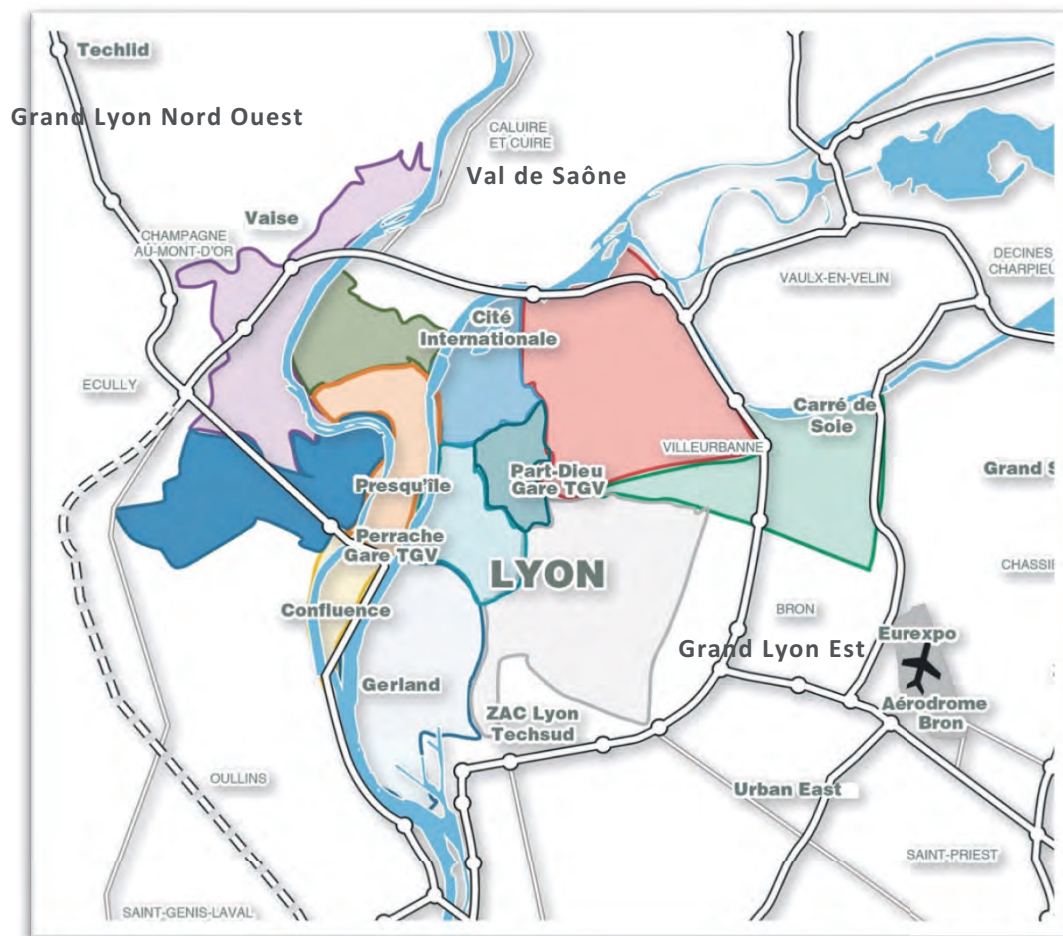 Techlid
Grand Lyon Nord Ouest
CALUIRE
ET CUIRE
Val de Saône
Vaise
CHAMPAGNE
AU-MONT-D'OR
DECINES
CHARPIEU
VAULX-EN-VELIN
Cité
Internationale
ECULLY
Carré de
Soie
VILLEURBANNE
Part-Dieu
Gare TGV
Grand S
Presqu'île
Perrache
Gare TGV
LYON
CHASSIE
Confluence
BRON
Eurexpo
Grand Lyon Est
Gerland
Aérodrome
Bron
ZAC Lyon
Techsud
OULLINS
Urban East
SAINT-PRIEST
SAINT-GENIS-LAVAL